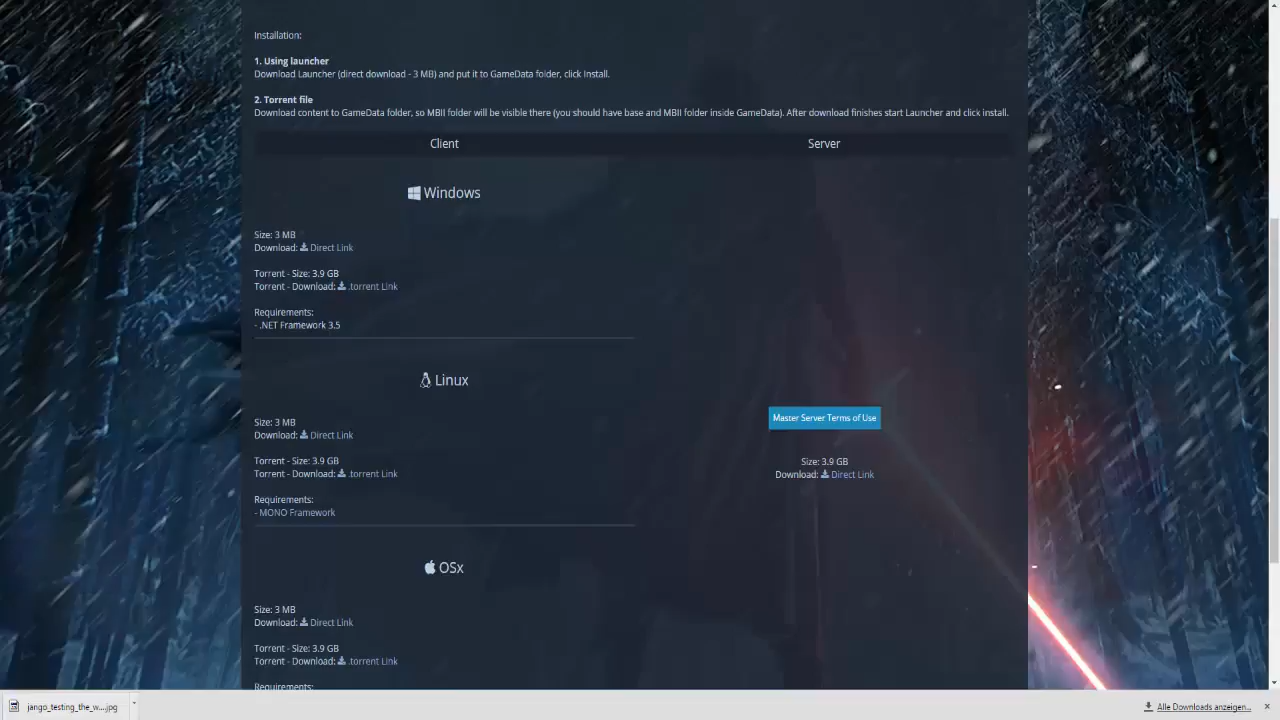 Installation:
1. Using launcher
Download Launcher (direct download - 3 MB) and put it to GameData folder, click Install.
2. Torrent file
Download content to GameData folder, so MBII folder will be visible there (you should have base and MBII folder inside GameData). After download finishes start Launcher and click install.
Client
Server
Windows
Size: 3 MB
Download: Direct Link
Torrent - Size: 3.9 GB
Torrent - Download: .torrent Link
Requirements:
- .NET Framework 3.5
Linux
Size: 3 MB
Download: Direct Link
Torrent - Size: 3.9 GB
Torrent - Download: .torrent Link
Requirements:
- MONO Framework
Master Server Terms of Use
Size: 3.9 GB
Download: Direct Link
OSx
Size: 3 MB
Download: Direct Link
Torrent - Size: 3.9 GB
Torrent - Download: .torrent Link
Requirements:
jango_testing_the_w....jpg
Alle Downloads anzeigen...